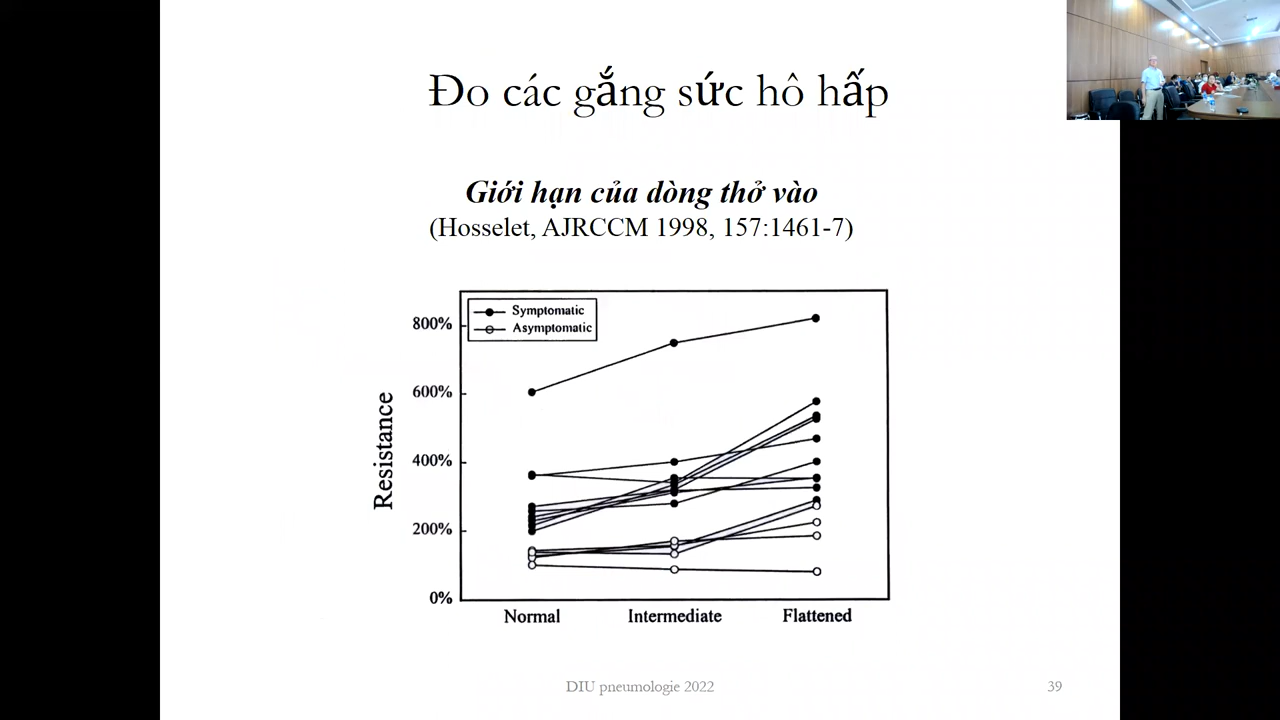 Đo các gắng sức hô hấp
Giới hạn của dòng thở vào
(Hosselet, AJRCCM 1998, 157:1461-7)
Symptomatic
Asymptomatic
800%
600%
400%
200%
0%
Resistance
Normal Intermediate Flattened
DIU pneumologie 2022 39